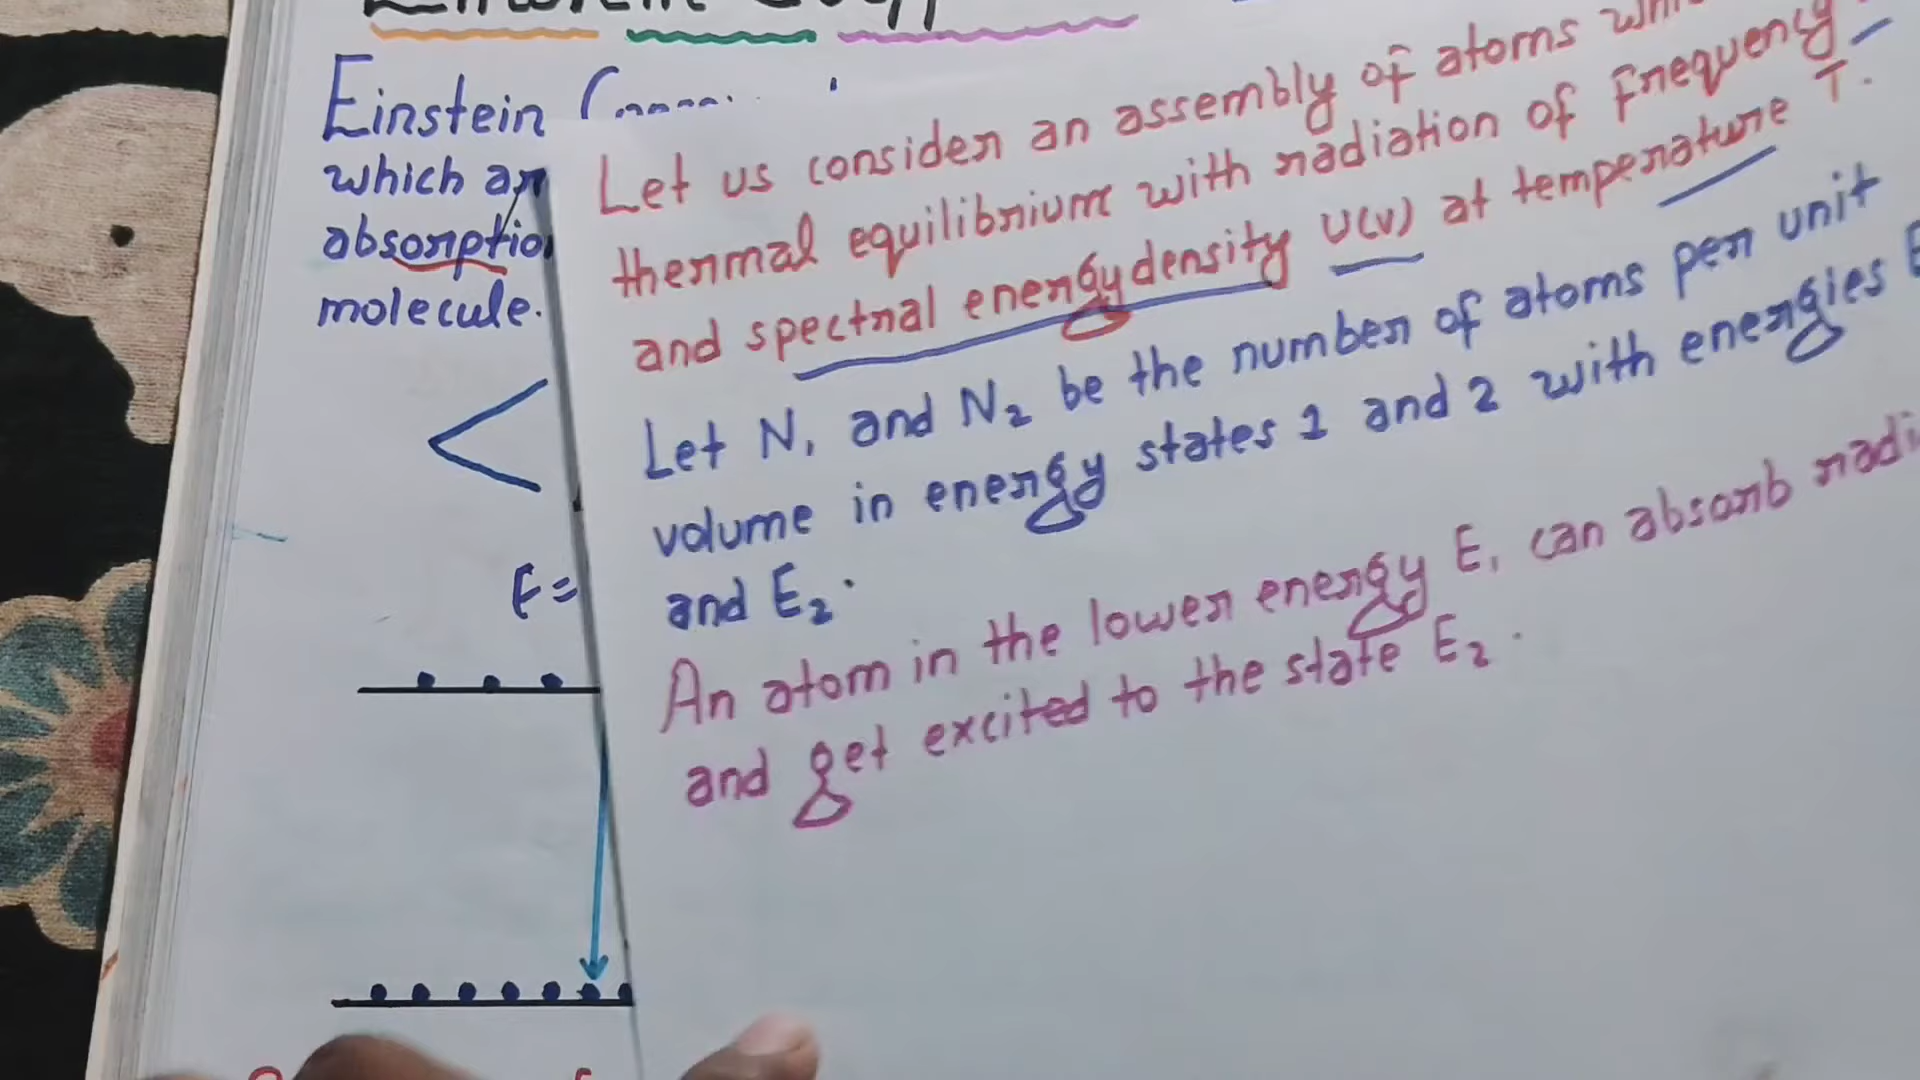 Einstein
which
absorptio
molecule.
E=
Let us consider an assembly of atoms
thermal equilibrium with radiation of frequency
and spectral energy density U(ν) at temperature T.
Let N₁ and N₂ be the number of atoms per unit
volume in energy states 1 and 2 with energies E
and E₂.
An atom in the lower energy E₁ can absorb radi
and get excited to the state E₂.